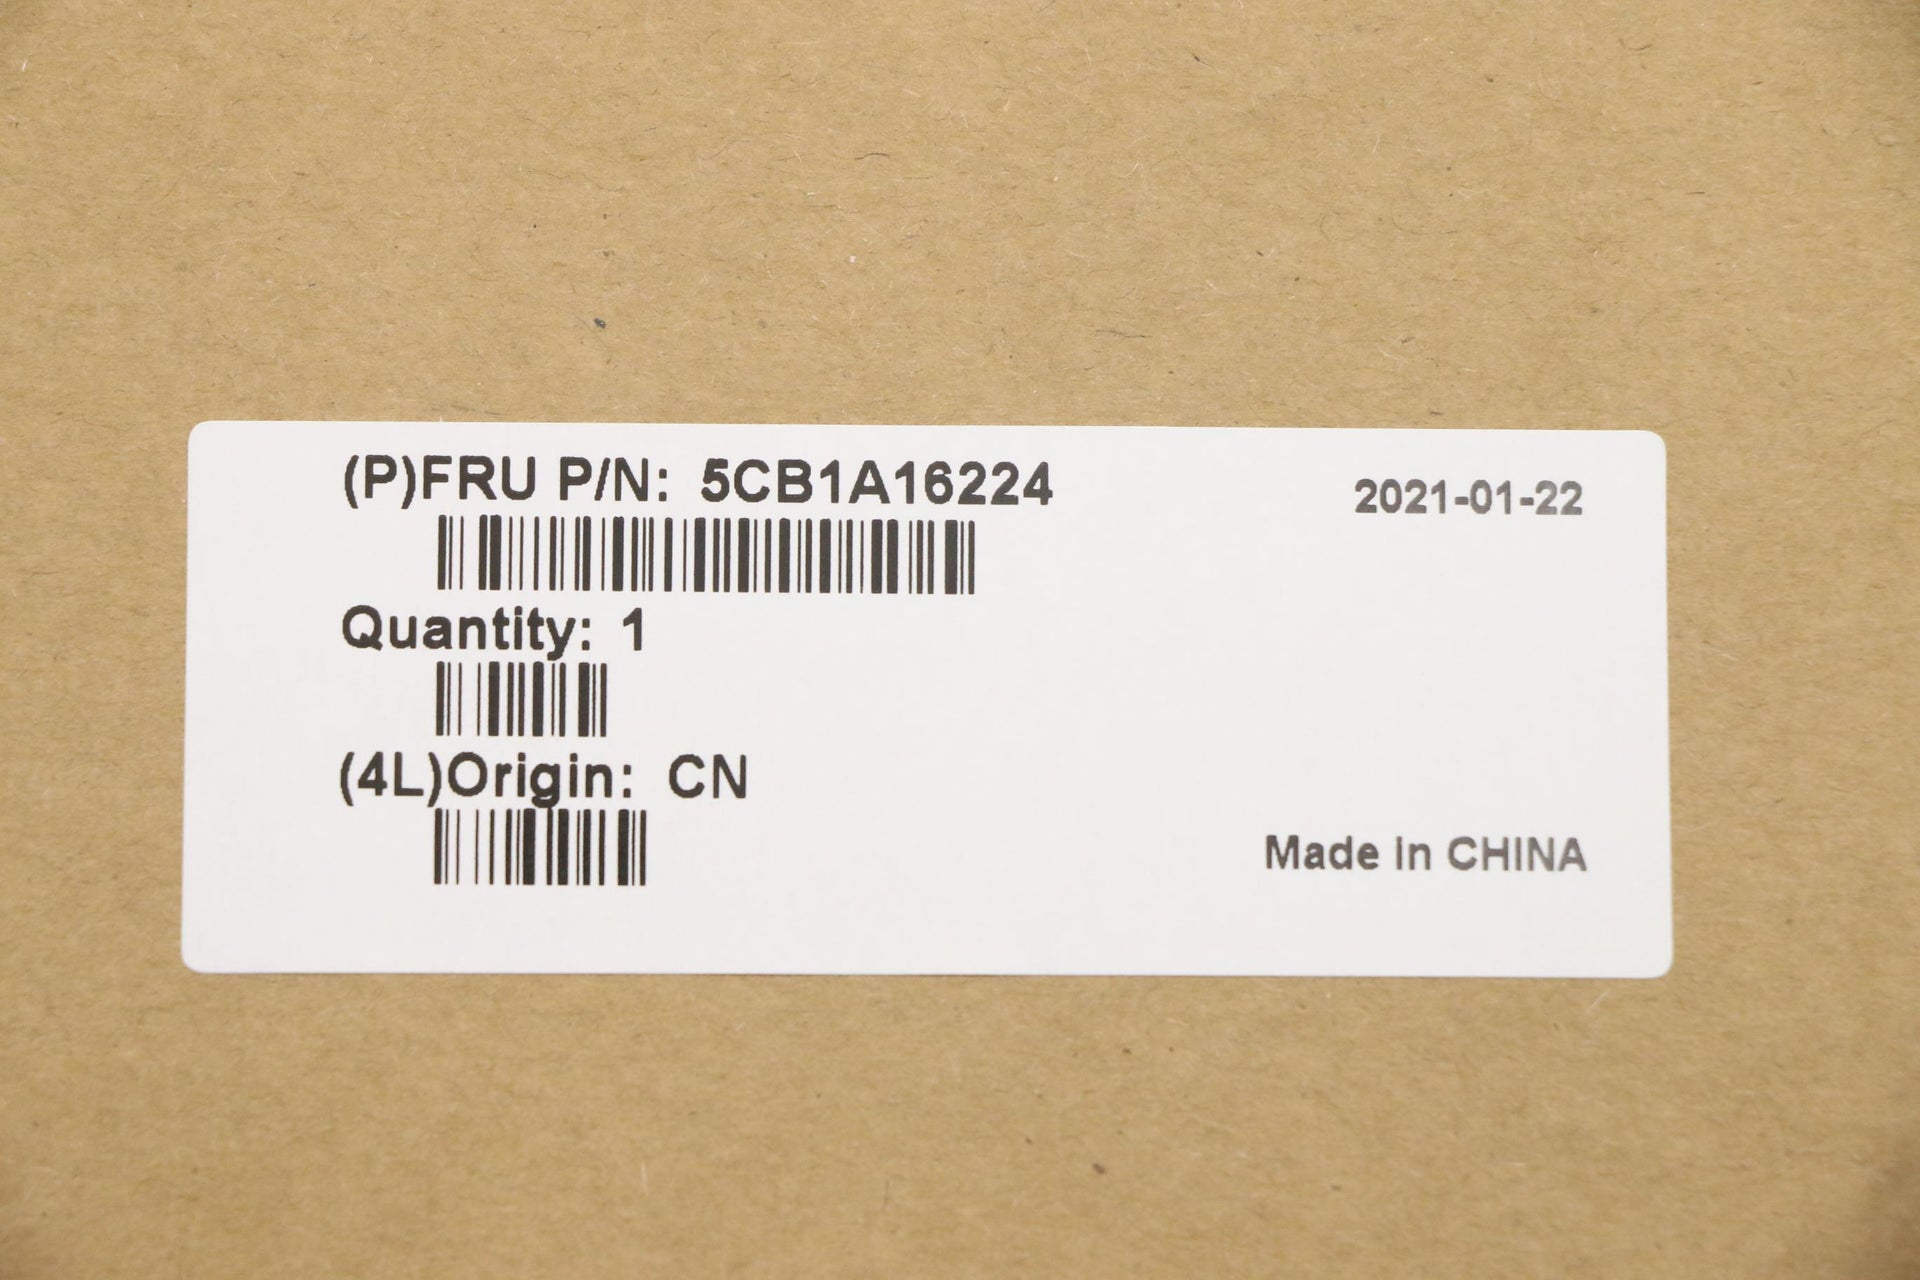 (P)FRU P/N: 5CB1A16224
2021-01-22
Quantity: 1
(4L)Origin: CN
Made in CHINA